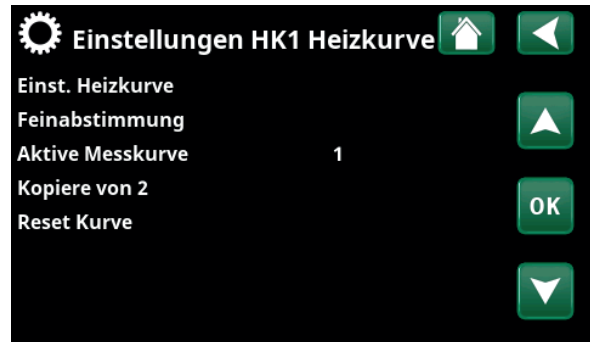 Einstellungen HK1 Heizkurve
Einst. Heizkurve
Feinabstimmung
Aktive Messkurve 1
Kopiere von 2
Reset Kurve
OK